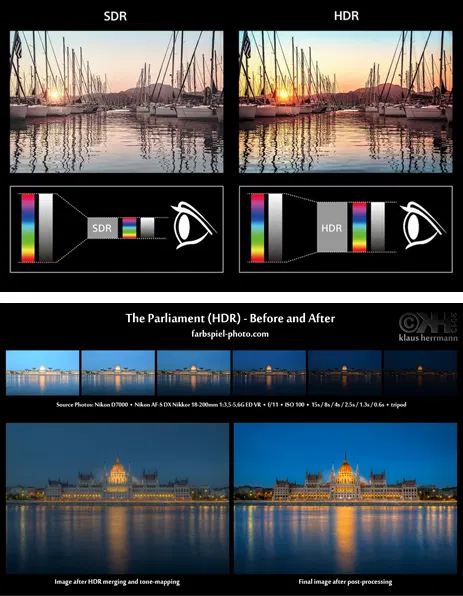 SDR
HDR
SDR
HDR
The Parliament (HDR) - Before and After
farbspiel-photo.com
klaus herrmann
Source Photos: Nikon D7000 • Nikon AF-S DX Nikkor 18-200mm 1:3,5-5,6G ED VR • f/11 • ISO 100 • 15s / 8s / 4s / 2.5s / 1.3s / 0.6s • tripod
Image after HDR merging and tone-mapping
Final image after post-processing